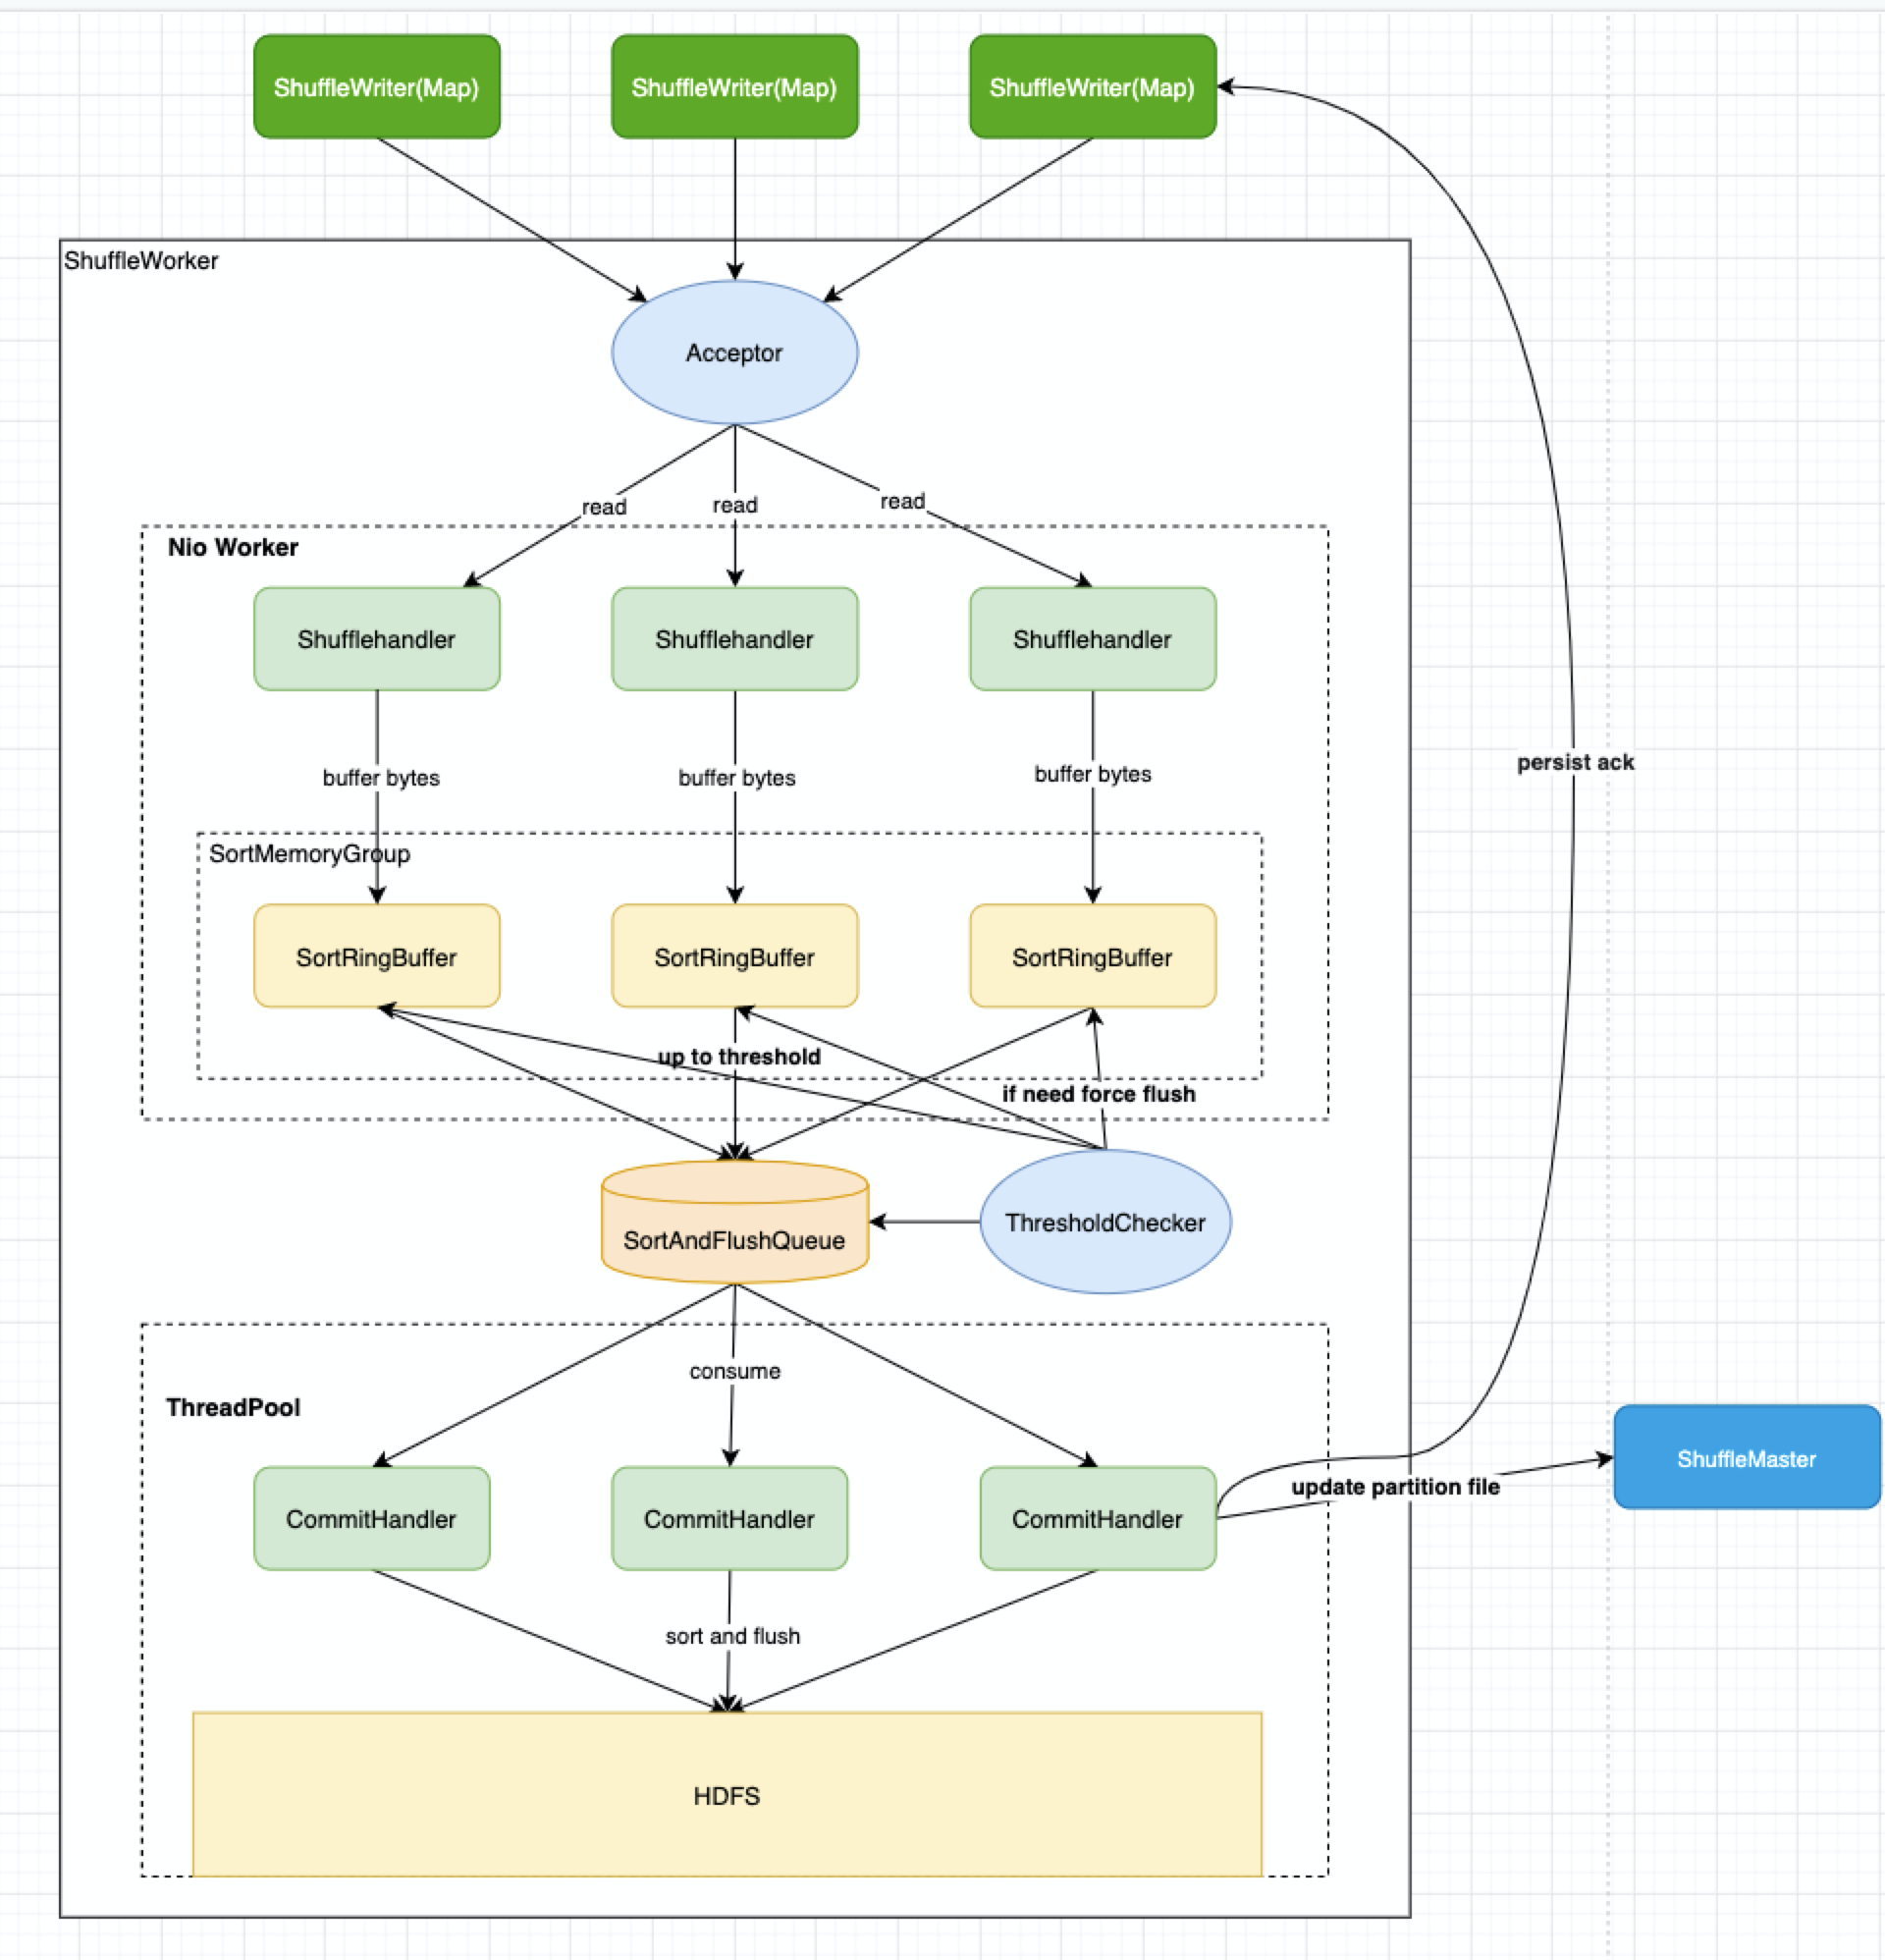 ShuffleWriter(Map)
ShuffleWriter(Map)
ShuffleWriter(Map)
ShuffleWorker
Acceptor
read
read
read
Nio Worker
Shufflehandler
Shufflehandler
Shufflehandler
persist ack
buffer bytes
buffer bytes
buffer bytes
SortMemoryGroup
SortRingBuffer
SortRingBuffer
SortRingBuffer
up to threshold
if need force flush
SortAndFlushQueue
ThresholdChecker
consume
ThreadPool
ShuffleMaster
update partition file
CommitHandler
CommitHandler
CommitHandler
sort and flush
HDFS